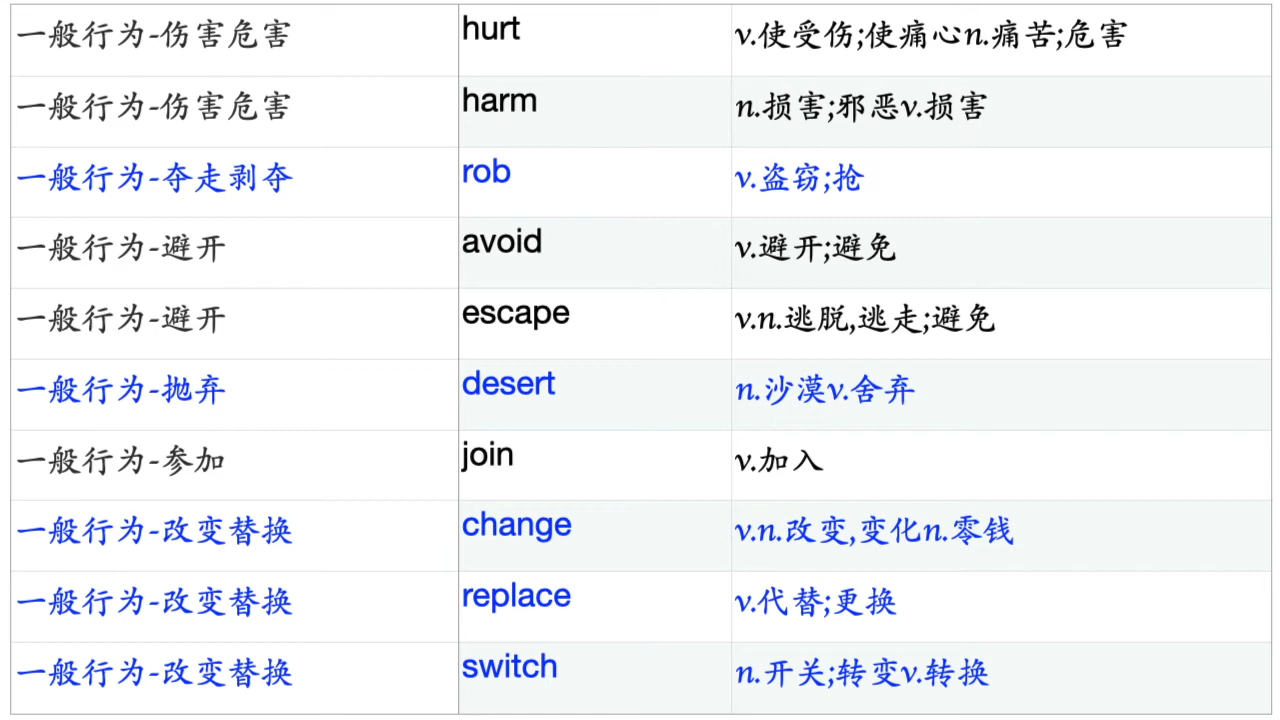 一般行为-伤害危害 hurt v.使受伤;使痛心n.痛苦;危害
一般行为-伤害危害 harm n.损害;邪恶v.损害
一般行为-夺走剥夺 rob v.盗窃;抢
一般行为-避开 avoid v.避开;避免
一般行为-避开 escape v.n.逃脱,逃走;避免
一般行为-抛弃 desert n.沙漠v.舍弃
一般行为-参加 join v.加入
一般行为-改变替换 change v.n.改变,变化n.零钱
一般行为-改变替换 replace v.代替;更换
一般行为-改变替换 switch n.开关;转变v.转换